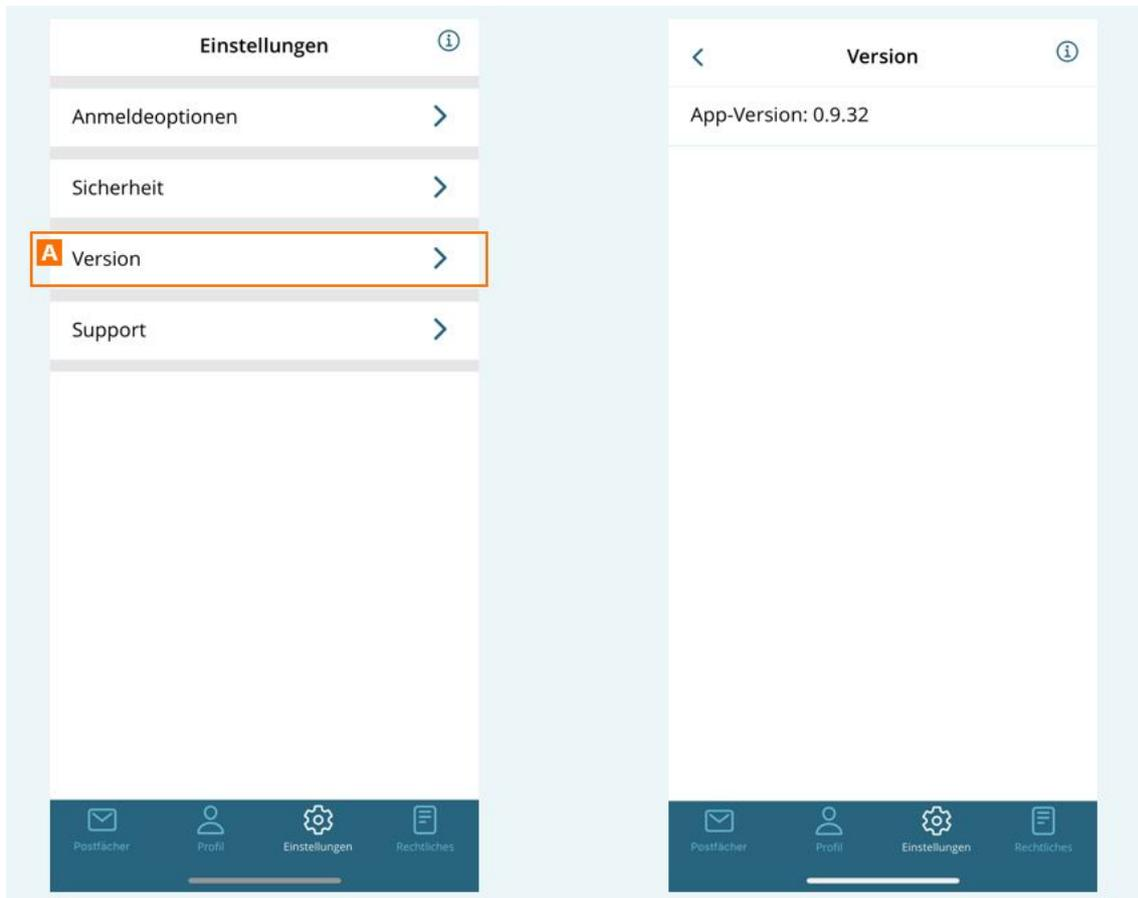 Einstellungen
Anmeldeoptionen
Sicherheit
A Version
Support
Postfächer Profil Einstellungen Rechtliches
Version
App-Version: 0.9.32
Postfächer Profil Einstellungen Rechtliches